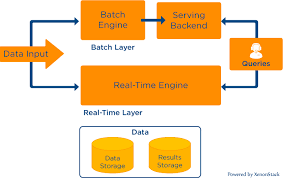 Batch
Engine
Serving
Backend
Batch Layer
Data Input
Queries
Real-Time Engine
Real-Time Layer
Data
Data
Storage
Results
Storage
Powered by XenonStack